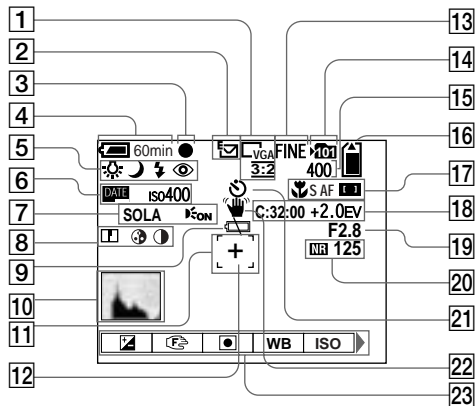 1
2
3
4
5
6
7
8
9
10
11
12
13
14
15
16
17
18
19
20
21
22
23
60min
E
VGA
FINE
101
3:2
400
S AF
DATE
ISO400
SOLA
ON
C:32:00 +2.0EV
F2.8
NR 125
F
WB
ISO